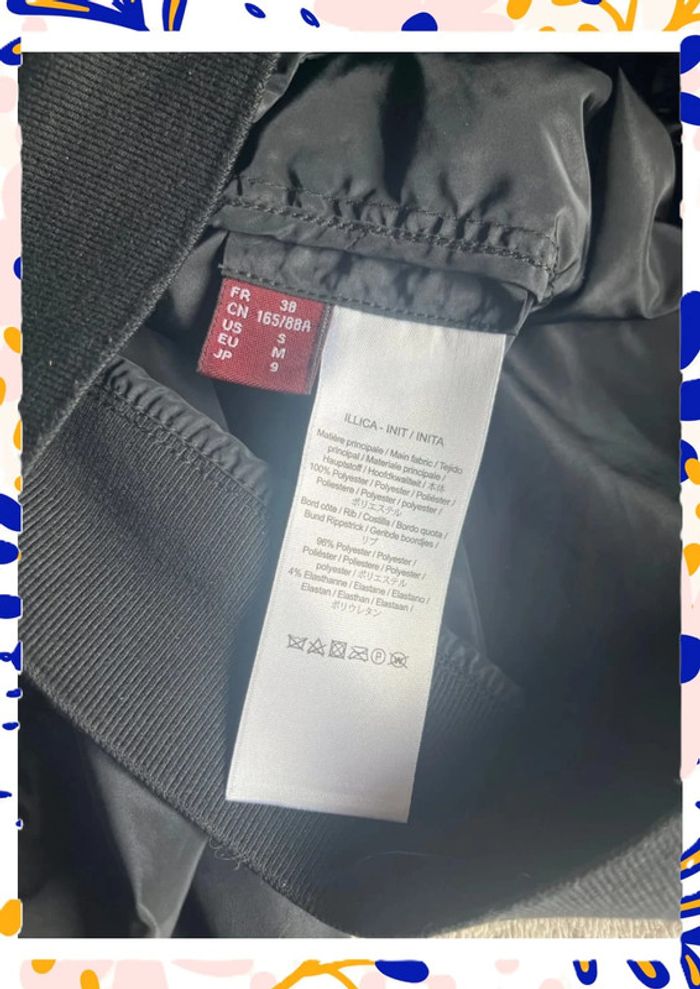 FR 38
CN 165/88A
US S
EU M
JP 9
ILLICA - INIT / INITA
Matière principale / Main fabric / Tejido
principal / Materiale principale /
Hauptstoff / Hoofdkwaliteit / 本体
100% Polyester / Polyester / Poliéster /
Poliestere / Polyester / polyester /
ポリエステル
Bord côte / Rib / Costilla / Bordo quota /
Bund Rippstrick / Geribde boordjes /
リブ
96% Polyester / Polyester /
Poliéster / Poliestere / Polyester /
polyester / ポリエステル
4% Elasthanne / Elastane / Elastano /
Elastan / Elasthan / Elastaan /
ポリウレタン
P
W